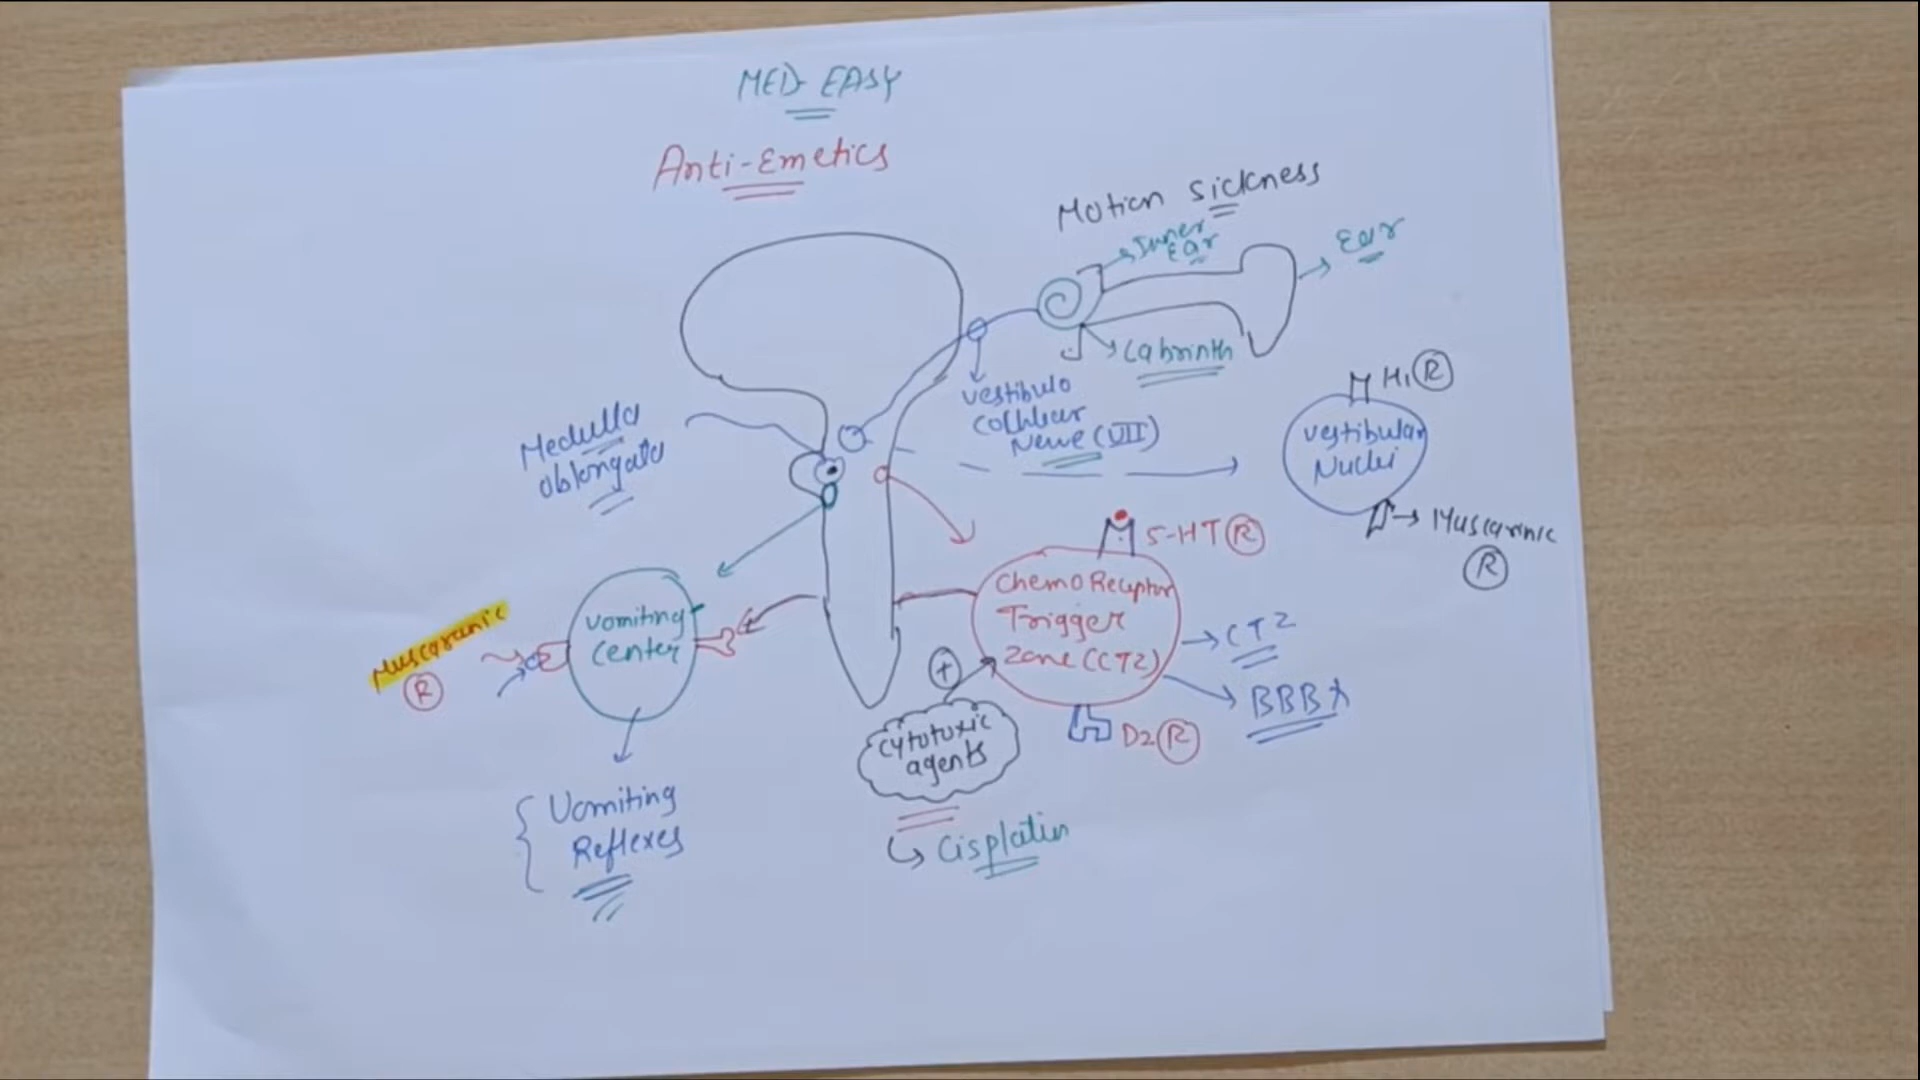 MED EASY
Anti-Emetics
Motion Sickness
Inner
Ear
Ear
Labrinth
Vestibulo
Cochlear
Nerve (VII)
H1 R
Vestibular
Nuclei
Muscarinic
R
Medulla
oblongata
5-HT R
Chemo Receptor
Trigger
Zone (CTZ)
CTZ
BBB X
D2 R
Vomiting
Center
Muscaranic
R
+
Cytotoxic
agents
Cisplatin
Vomiting
Reflexes